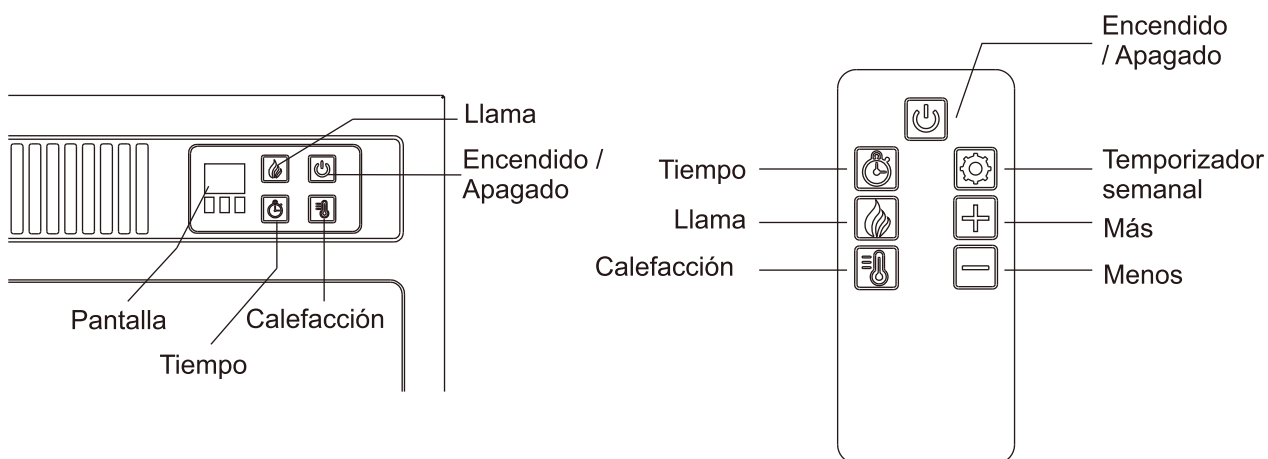 Llama
Encendido /
Apagado
Pantalla
Calefacción
Tiempo
Encendido
/ Apagado
Tiempo
Llama
Calefacción
Temporizador
semanal
Más
Menos